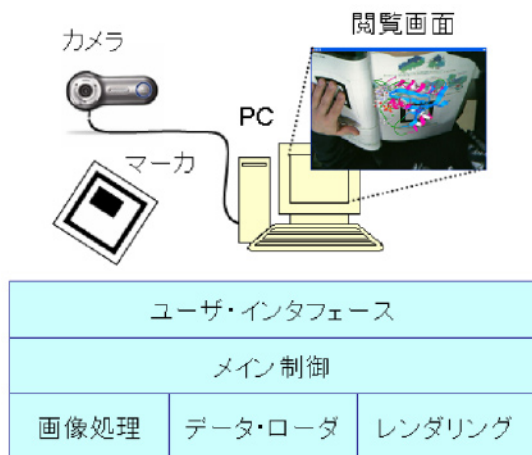 閲覧画面
カメラ
PC
マーカ
ユーザ・インタフェース
メイン制御
画像処理 データ・ローダ レンダリング